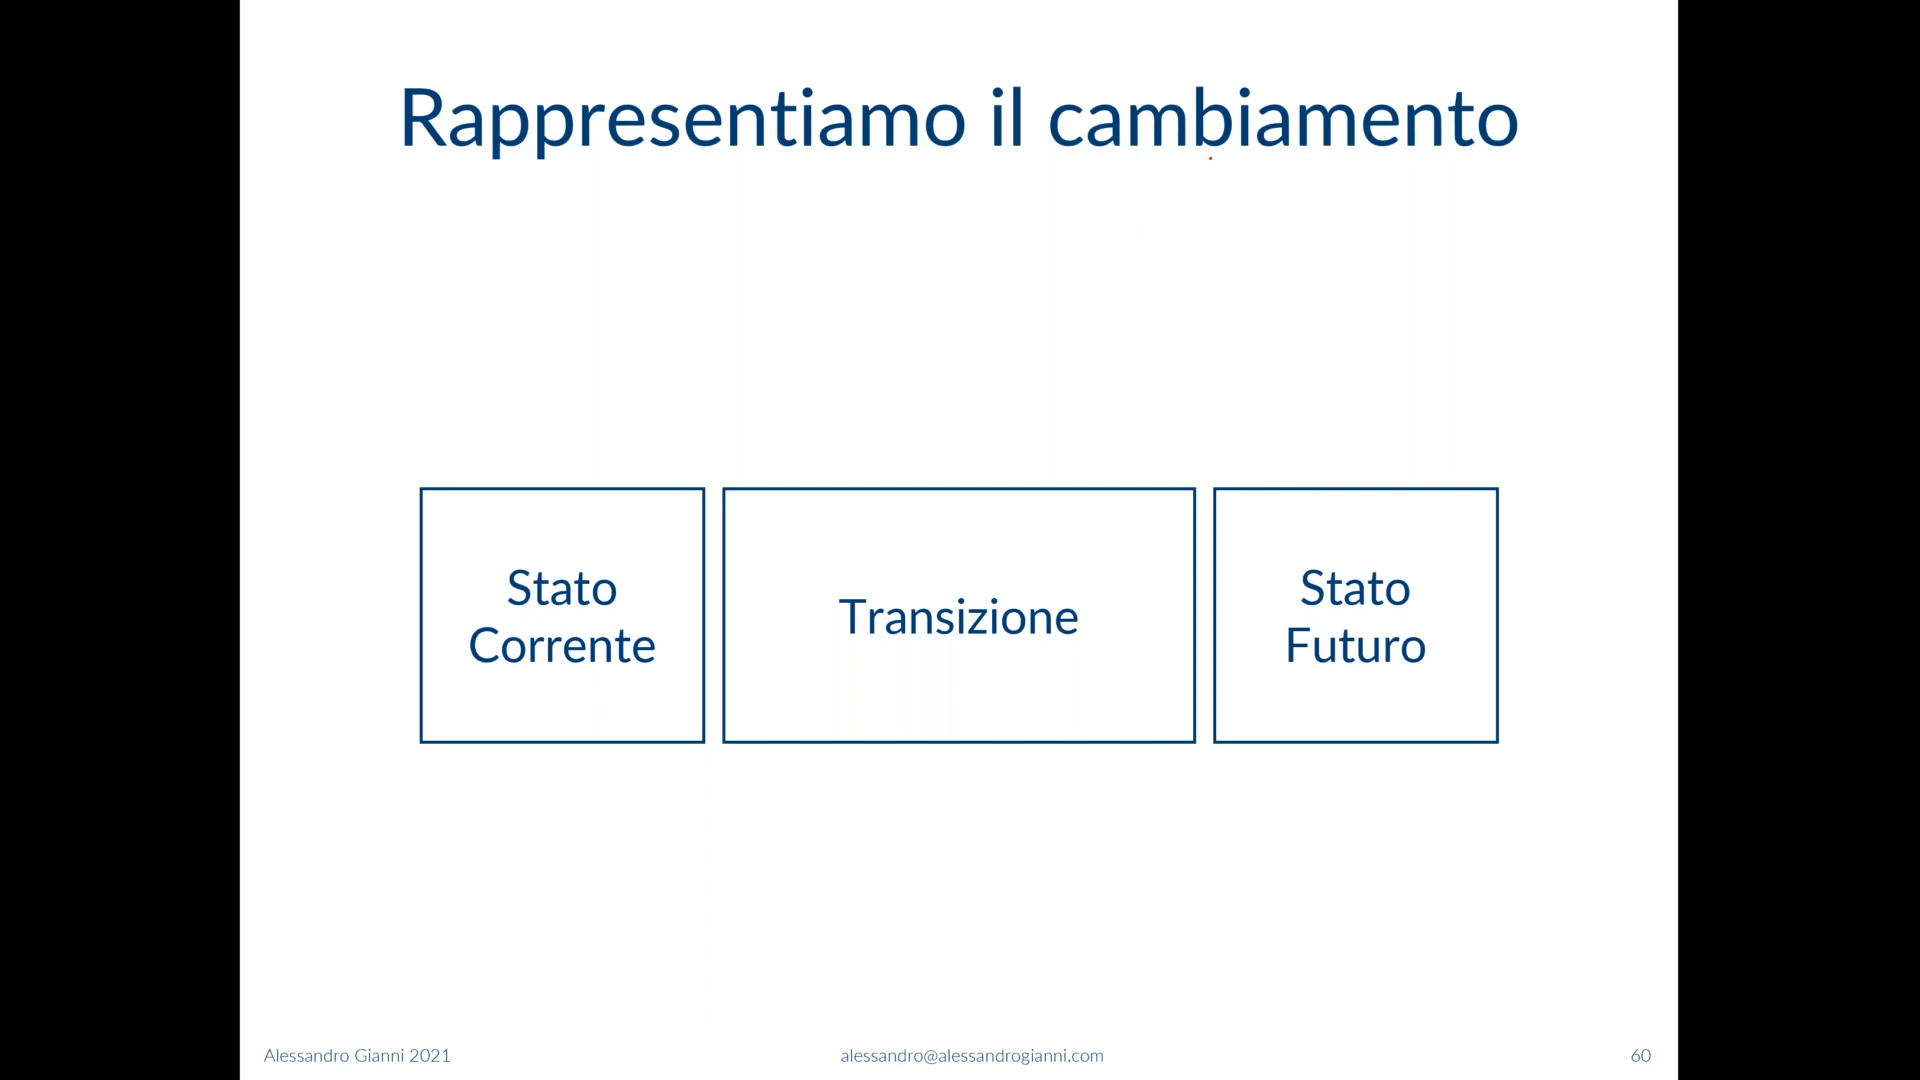 Rappresentiamo il cambiamento
Stato
Corrente
Transizione
Stato
Futuro
Alessandro Gianni 2021
alessandro@alessandrogianni.com
60